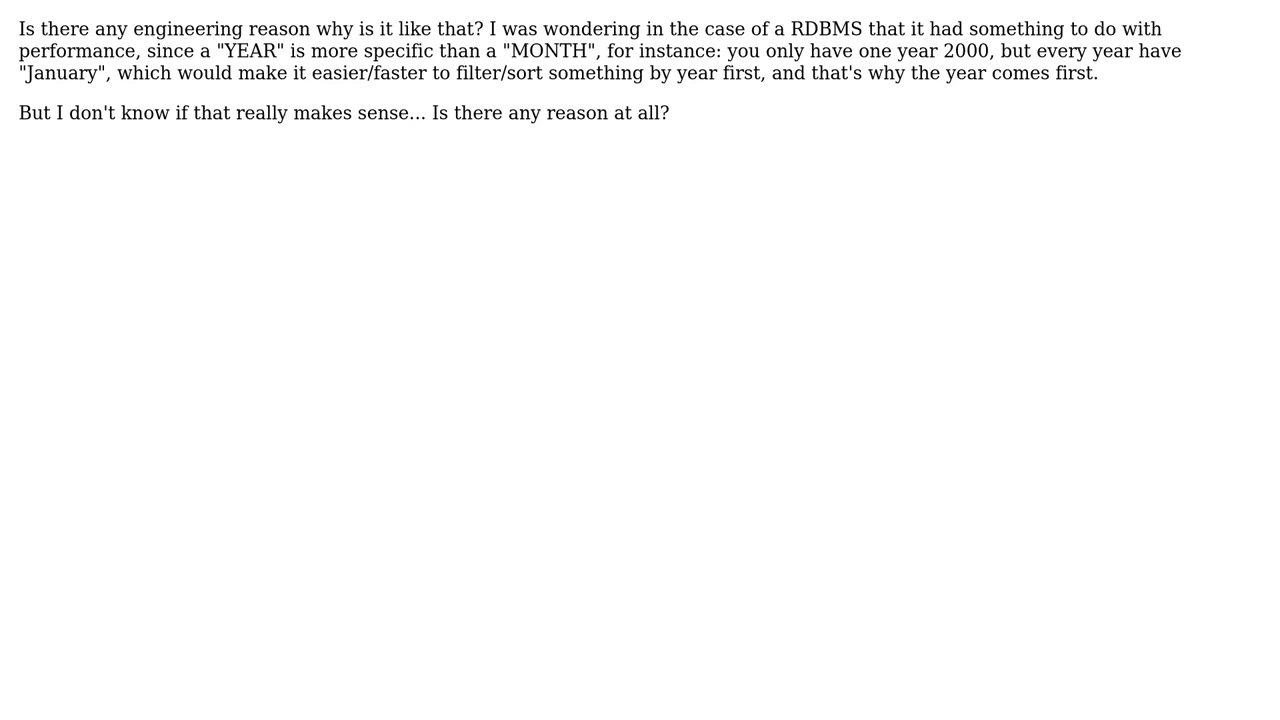 Is there any engineering reason why is it like that? I was wondering in the case of a RDBMS that it had something to do with
performance, since a "YEAR" is more specific than a "MONTH", for instance: you only have one year 2000, but every year have
"January", which would make it easier/faster to filter/sort something by year first, and that's why the year comes first.
But I don't know if that really makes sense... Is there any reason at all?